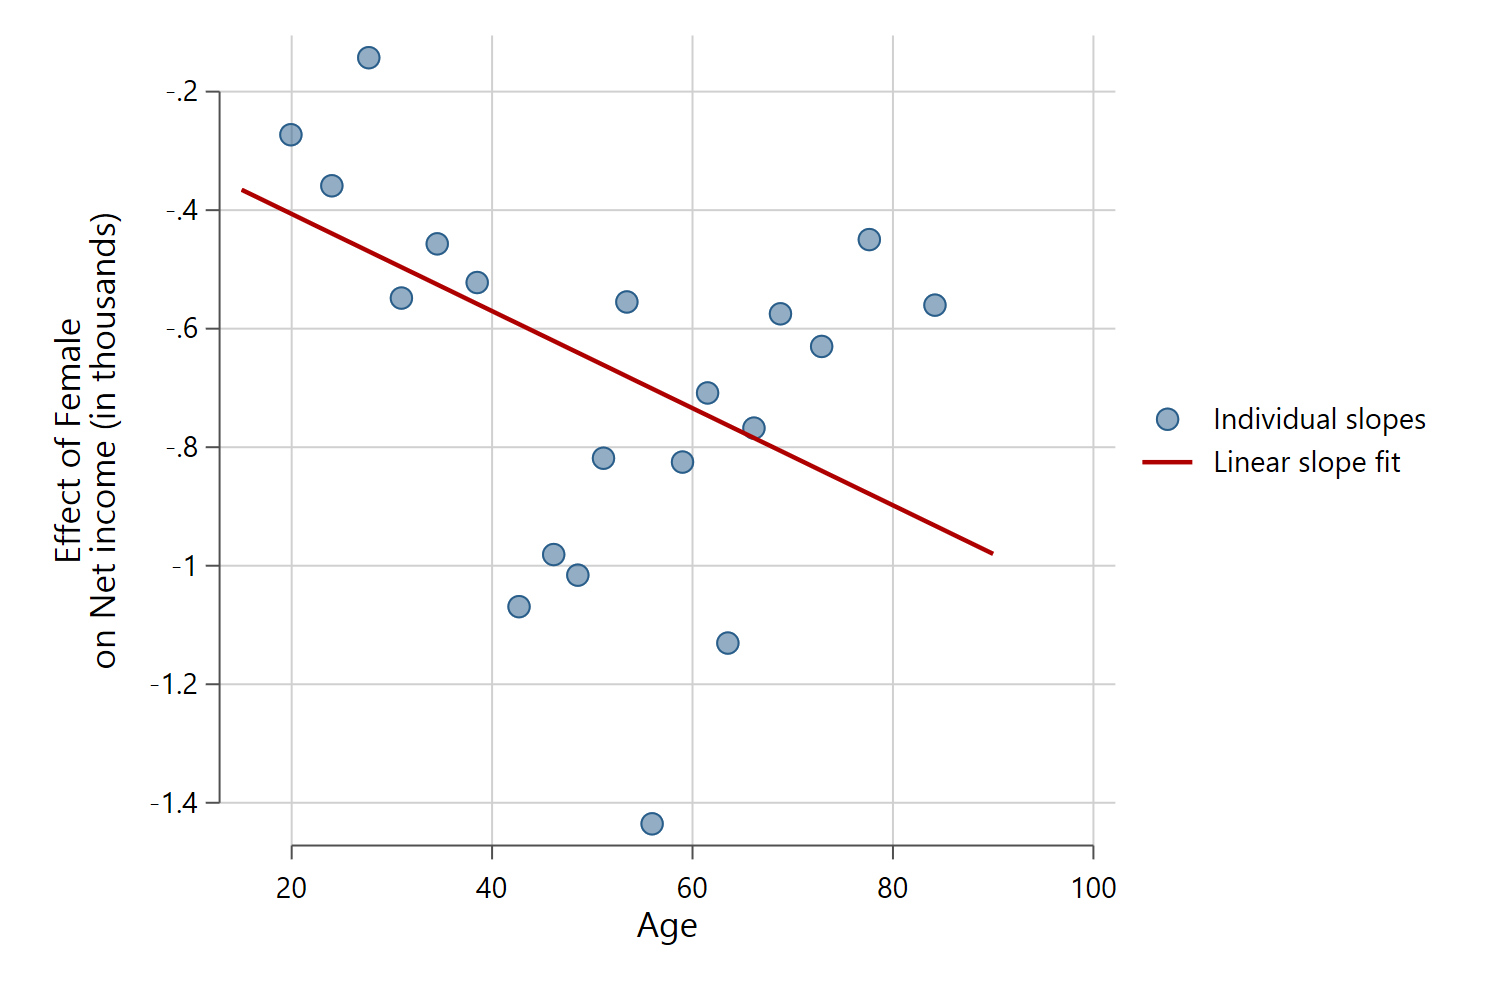 Effect of Female
on Net income (in thousands)
-.2
-.4
-.6
-.8
-1
-1.2
-1.4
20 40 60 80 100
Age
Individual slopes
Linear slope fit